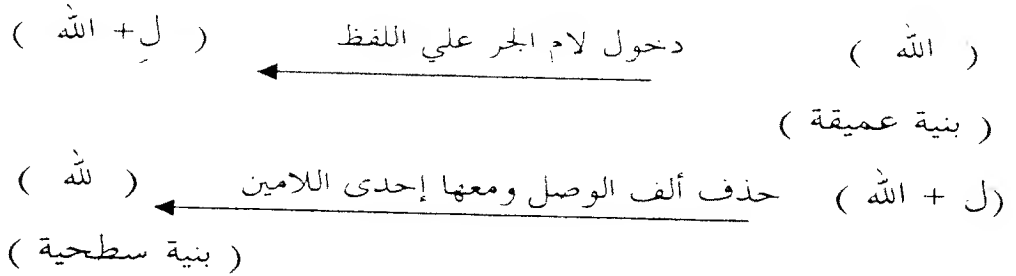 ( الله ) دخول لام الجر علي اللفظ ( لِ+ الله )
( بنية عميقة )
(ل + الله ) حذف ألف الوصل ومعها إحدى اللامين ( لله )
( بنية سطحية )